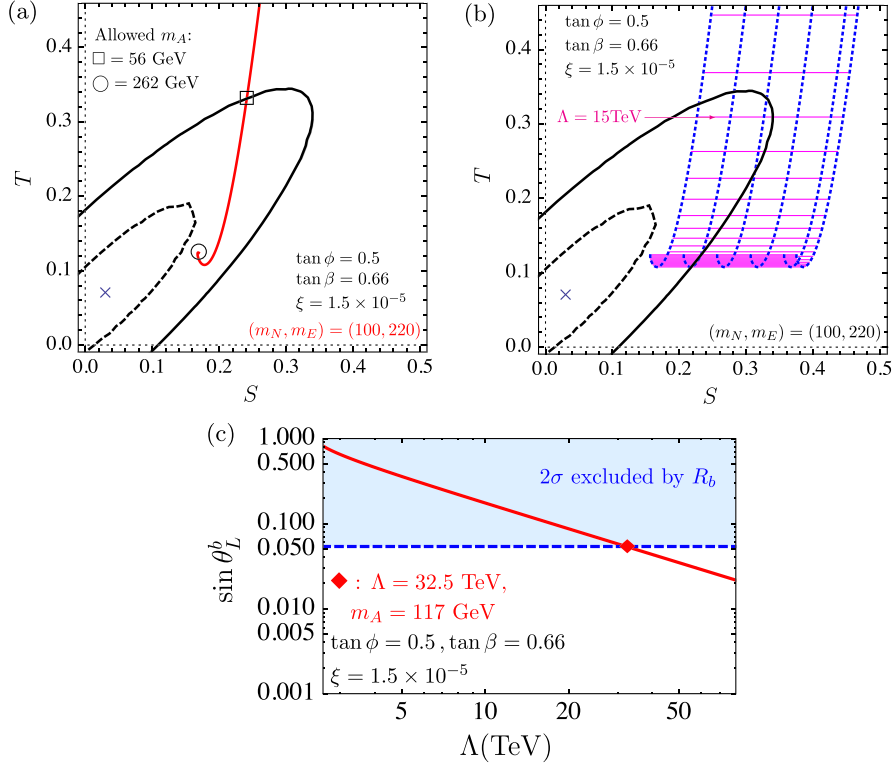 (a)
Allowed m_A:
□ = 56 GeV
○ = 262 GeV
0.4
0.3
0.2
0.1
0.0
T
tan ϕ = 0.5
tan β = 0.66
ξ = 1.5 × 10⁻⁵
(m_N, m_E) = (100, 220)
0.0 0.1 0.2 0.3 0.4 0.5
S
(b)
tan ϕ = 0.5
tan β = 0.66
ξ = 1.5 × 10⁻⁵
Λ = 15TeV
0.4
0.3
0.2
0.1
0.0
T
(m_N, m_E) = (100, 220)
0.0 0.1 0.2 0.3 0.4 0.5
S
(c)
1.000
0.500
0.100
0.050
0.010
0.005
0.001
sin θ_L^b
2σ excluded by R_b
◆ : Λ = 32.5 TeV,
m_A = 117 GeV
tan ϕ = 0.5 , tan β = 0.66
ξ = 1.5 × 10⁻⁵
5 10 20 50
Λ(TeV)